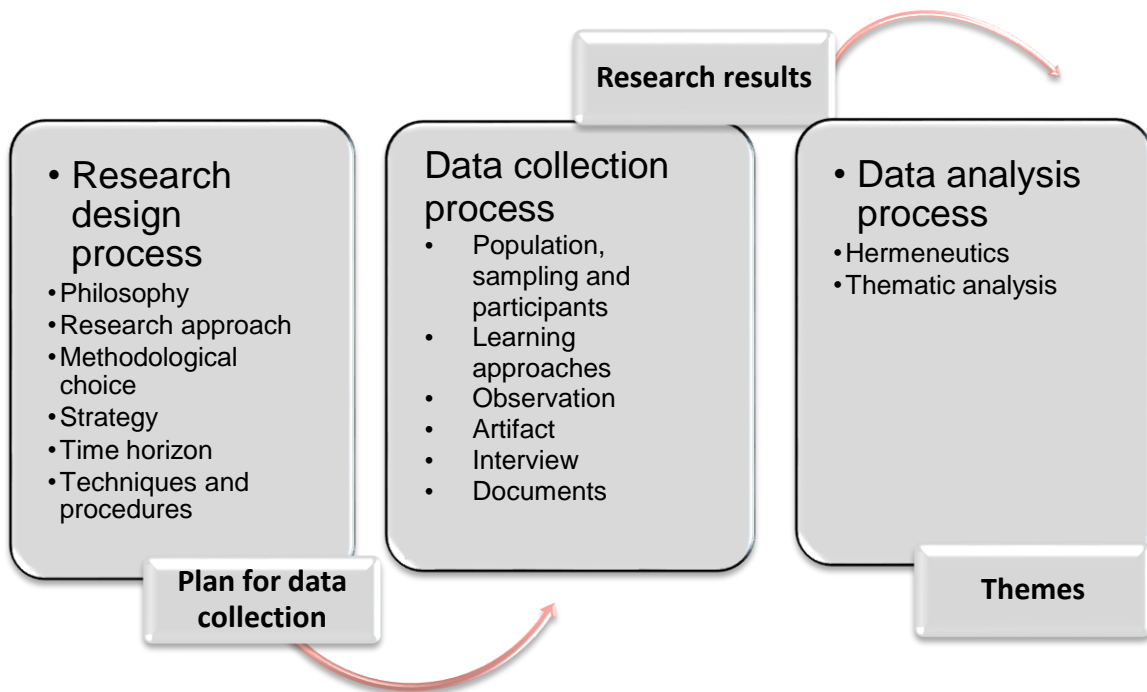 • Research
design
process
•Philosophy
•Research approach
•Methodological
choice
•Strategy
•Time horizon
•Techniques and
procedures
Plan for data
collection
Data collection
process
• Population,
sampling and
participants
• Learning
approaches
• Observation
• Artifact
• Interview
• Documents
Research results
• Data analysis
process
•Hermeneutics
•Thematic analysis
Themes